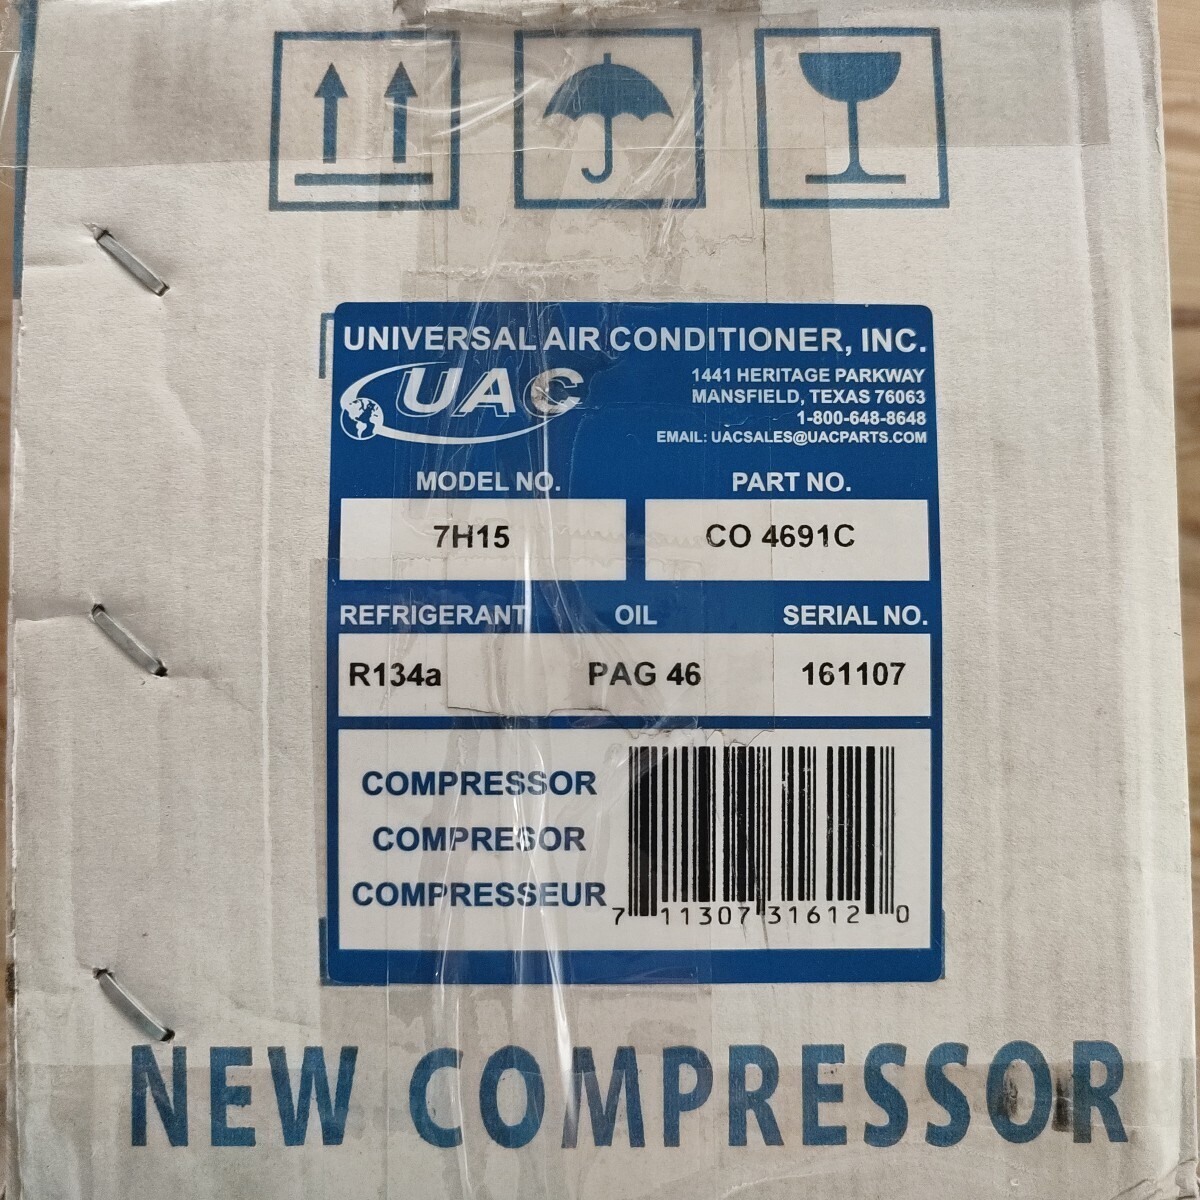 UNIVERSAL AIR CONDITIONER, INC.
UAC
1441 HERITAGE PARKWAY
MANSFIELD, TEXAS 76063
1-800-648-8648
EMAIL: UACSALES@UACPARTS.COM
MODEL NO. PART NO.
7H15 CO 4691C
REFRIGERANT OIL SERIAL NO.
R134a PAG 46 161107
COMPRESSOR
COMPRESOR
COMPRESSEUR
7 11307 31612 0
NEW COMPRESSOR